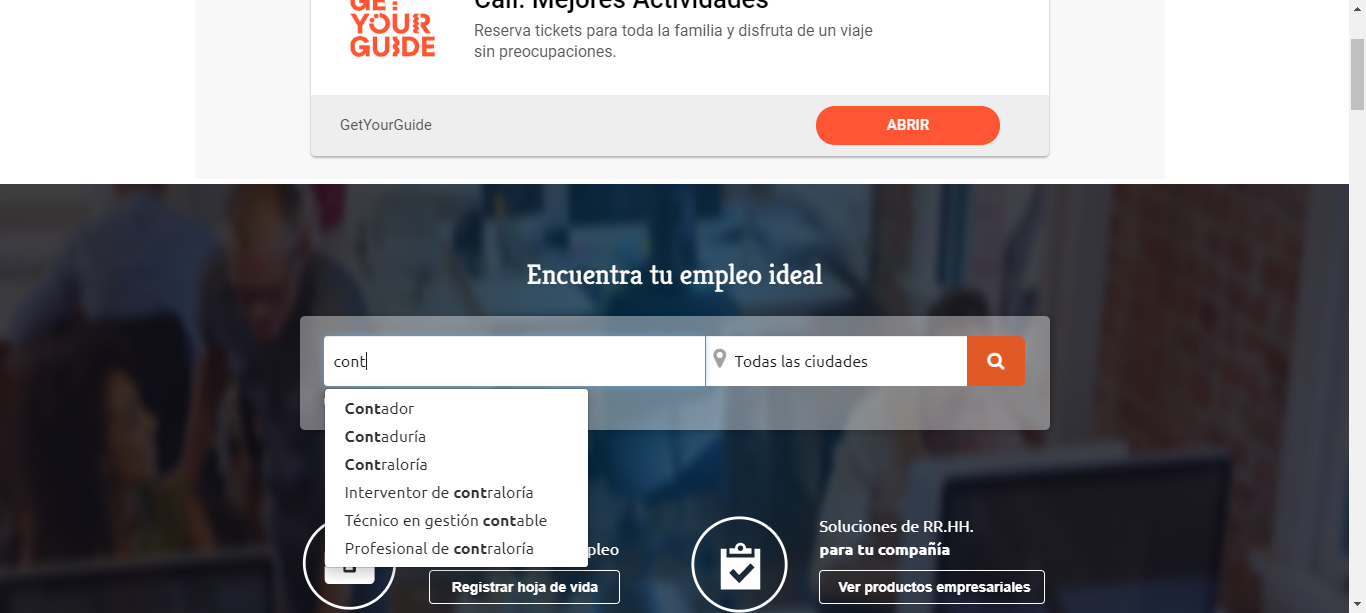 GET
YOUR
GUIDE
Cali: Mejores Actividades
Reserva tickets para toda la familia y disfruta de un viaje
sin preocupaciones.
GetYourGuide
ABRIR
Encuentra tu empleo ideal
cont
Todas las ciudades
Contador
Contaduría
Contraloría
Interventor de contraloría
Técnico en gestión contable
Profesional de contraloría
Registrar hoja de vida
Soluciones de RR.HH.
para tu compañía
Ver productos empresariales